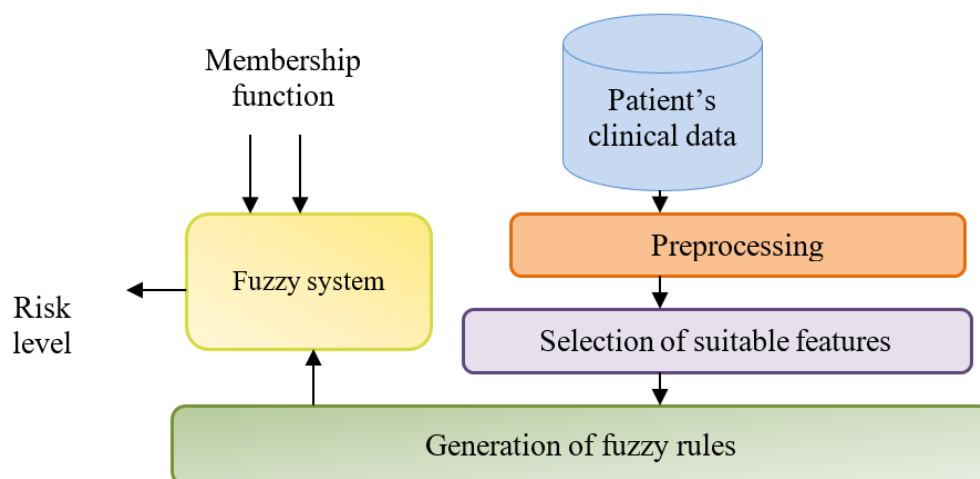 Membership
function
Patient’s
clinical data
Preprocessing
Fuzzy system
Risk
level
Selection of suitable features
Generation of fuzzy rules